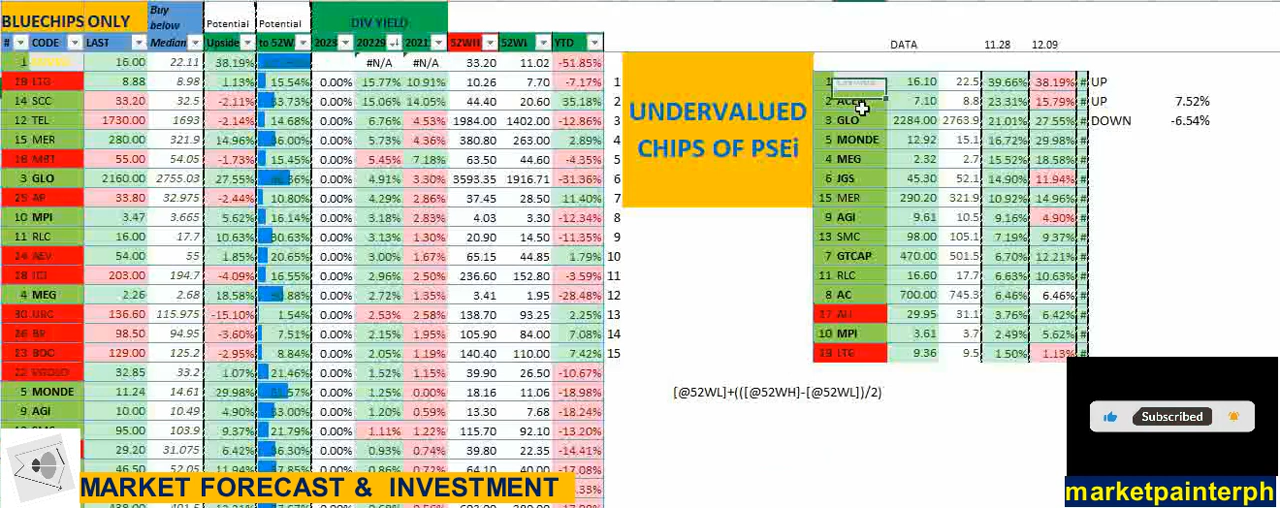 BLUECHIPS ONLY Buy below Median Potential Potential DIV YIELD
# CODE LAST Upside to 52W 2023 20229 2021 52WH 52WL YTD
1 16.00 22.11 38.19% #N/A #N/A 33.20 11.02 -51.85%
19 LTG 8.88 8.98 1.13% 15.54% 0.00% 15.77% 10.91% 10.26 7.70 -7.17% 1
14 SCC 33.20 32.5 -2.11% 33.73% 0.00% 15.06% 14.05% 44.40 20.60 35.18% 2
12 TEL 1730.00 1693 -2.14% 14.68% 0.00% 6.76% 4.53% 1984.00 1402.00 -12.86% 3
15 MER 280.00 321.9 14.96% 36.00% 0.00% 5.73% 4.36% 380.80 263.00 2.89% 4
16 MBT 55.00 54.05 -1.73% 15.45% 0.00% 5.45% 7.18% 63.50 44.60 -4.35% 5
3 GLO 2160.00 2755.03 27.55% 0.00% 4.91% 3.30% 3593.35 1916.71 -31.36% 6
25 AP 33.80 32.975 -2.44% 10.80% 0.00% 4.29% 2.86% 37.45 28.50 11.40% 7
10 MPI 3.47 3.665 5.62% 16.14% 0.00% 3.18% 2.83% 4.03 3.30 -12.34% 8
11 RLC 16.00 17.7 10.63% 30.63% 0.00% 3.13% 1.30% 20.90 14.50 -11.35% 9
24 AEV 54.00 55 1.85% 20.65% 0.00% 3.00% 1.67% 65.15 44.85 1.79% 10
18 ICT 203.00 194.7 -4.09% 16.55% 0.00% 2.96% 2.50% 236.60 152.80 -3.59% 11
4 MEG 2.26 2.68 18.58% 50.88% 0.00% 2.72% 1.35% 3.41 1.95 -28.48% 12
30 URC 136.60 115.975 -15.10% 1.54% 0.00% 2.53% 2.58% 138.70 93.25 2.25% 13
26 BPI 98.50 94.95 -3.60% 7.51% 0.00% 2.15% 1.95% 105.90 84.00 7.08% 14
23 BDO 129.00 125.2 -2.95% 8.84% 0.00% 2.05% 1.19% 140.40 110.00 7.42% 15
22 32.85 33.2 1.07% 21.46% 0.00% 1.52% 1.15% 39.90 26.50 -10.67%
5 MONDE 11.24 14.61 29.98% 0.00% 1.42% 0.00% 18.16 11.06 -18.98%
9 AGI 10.00 10.49 4.90% 33.00% 0.00% 1.20% 0.59% 13.30 7.68 -18.24%
95.00 103.9 9.37% 21.79% 0.00% 1.11% 1.22% 115.70 92.10 -13.20%
29.20 31.075 6.42% 36.30% 0.00% 0.93% 0.74% 39.80 22.35 -14.41%
46.50 52.05 11.94% 37.85% 0.00% 0.86% 0.72% 64.10 40.00 -17.08%
UNDERVALUED
CHIPS OF PSEi
DATA 11.28 12.09
1 16.10 22.5 39.66% 38.19% # UP
2 ACEN 7.10 8.8 23.31% 15.79% # UP 7.52%
3 GLO 2284.00 2763.9 21.01% 27.55% # DOWN -6.54%
5 MONDE 12.92 15.1 16.72% 29.98% #
4 MEG 2.32 2.7 15.52% 18.58% #
6 JGS 45.30 52.1 14.90% 11.94% #
15 MER 290.20 321.9 10.92% 14.96% #
9 AGI 9.61 10.5 9.16% 4.90% #
13 SMC 98.00 105.1 7.19% 9.37% #
7 GTCAP 470.00 501.5 6.70% 12.21% #
11 RLC 16.60 17.7 6.63% 10.63% #
8 AC 700.00 745.3 6.46% 6.46% #
17 ALI 29.95 31.1 3.76% 6.42% #
10 MPI 3.61 3.7 2.49% 5.62% #
19 LTG 9.36 9.5 1.50% 1.13% #
[@52WL]+(([@52WH]-[@52WL])/2)
Subscribed
MARKET FORECAST & INVESTMENT
marketpainterph